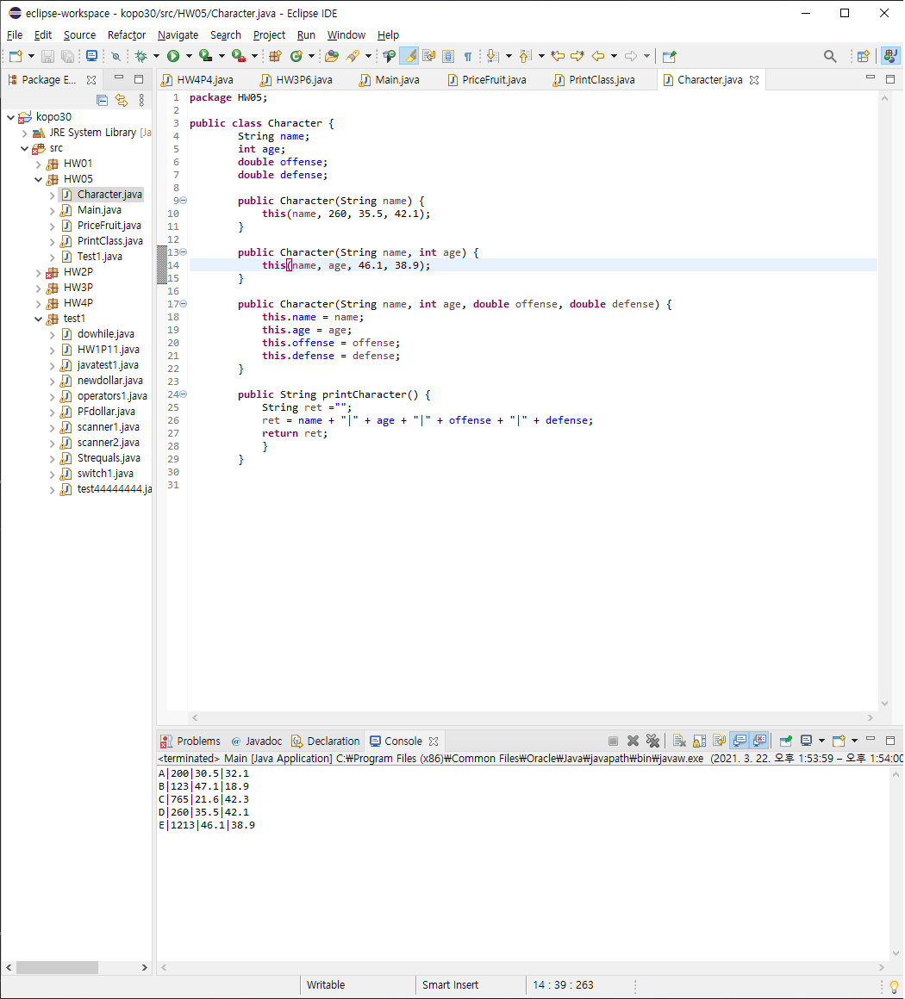 eclipse-workspace - kopo30/src/HW05/Character.java - Eclipse IDE
File Edit Source Refactor Navigate Search Project Run Window Help
Package E...
HW4P4.java HW3P6.java Main.java PriceFruit.java PrintClass.java Character.java
kopo30
JRE System Library [Ja
src
HW01
HW05
Character.java
Main.java
PriceFruit.java
PrintClass.java
Test1.java
HW2P
HW3P
HW4P
test1
dowhile.java
HW1P11.java
javatest1.java
newdollar.java
operators1.java
PFdollar.java
scanner1.java
scanner2.java
Strequals.java
switch1.java
test44444444.ja
1 package HW05;
2
3 public class Character {
4 String name;
5 int age;
6 double offense;
7 double defense;
8
9 public Character(String name) {
10 this(name, 260, 35.5, 42.1);
11 }
12
13 public Character(String name, int age) {
14 this(name, age, 46.1, 38.9);
15 }
16
17 public Character(String name, int age, double offense, double defense) {
18 this.name = name;
19 this.age = age;
20 this.offense = offense;
21 this.defense = defense;
22 }
23
24 public String printCharacter() {
25 String ret ="";
26 ret = name + "|" + age + "|" + offense + "|" + defense;
27 return ret;
28 }
29 }
30
31
Problems @ Javadoc Declaration Console
<terminated> Main [Java Application] C:₩Program Files (x86)₩Common Files₩Oracle₩Java₩javapath₩bin₩javaw.exe (2021. 3. 22. 오후 1:53:59 – 오후 1:54:00
A|200|30.5|32.1
B|123|47.1|18.9
C|765|21.6|42.3
D|260|35.5|42.1
E|1213|46.1|38.9
Writable Smart Insert 14 : 39 : 263